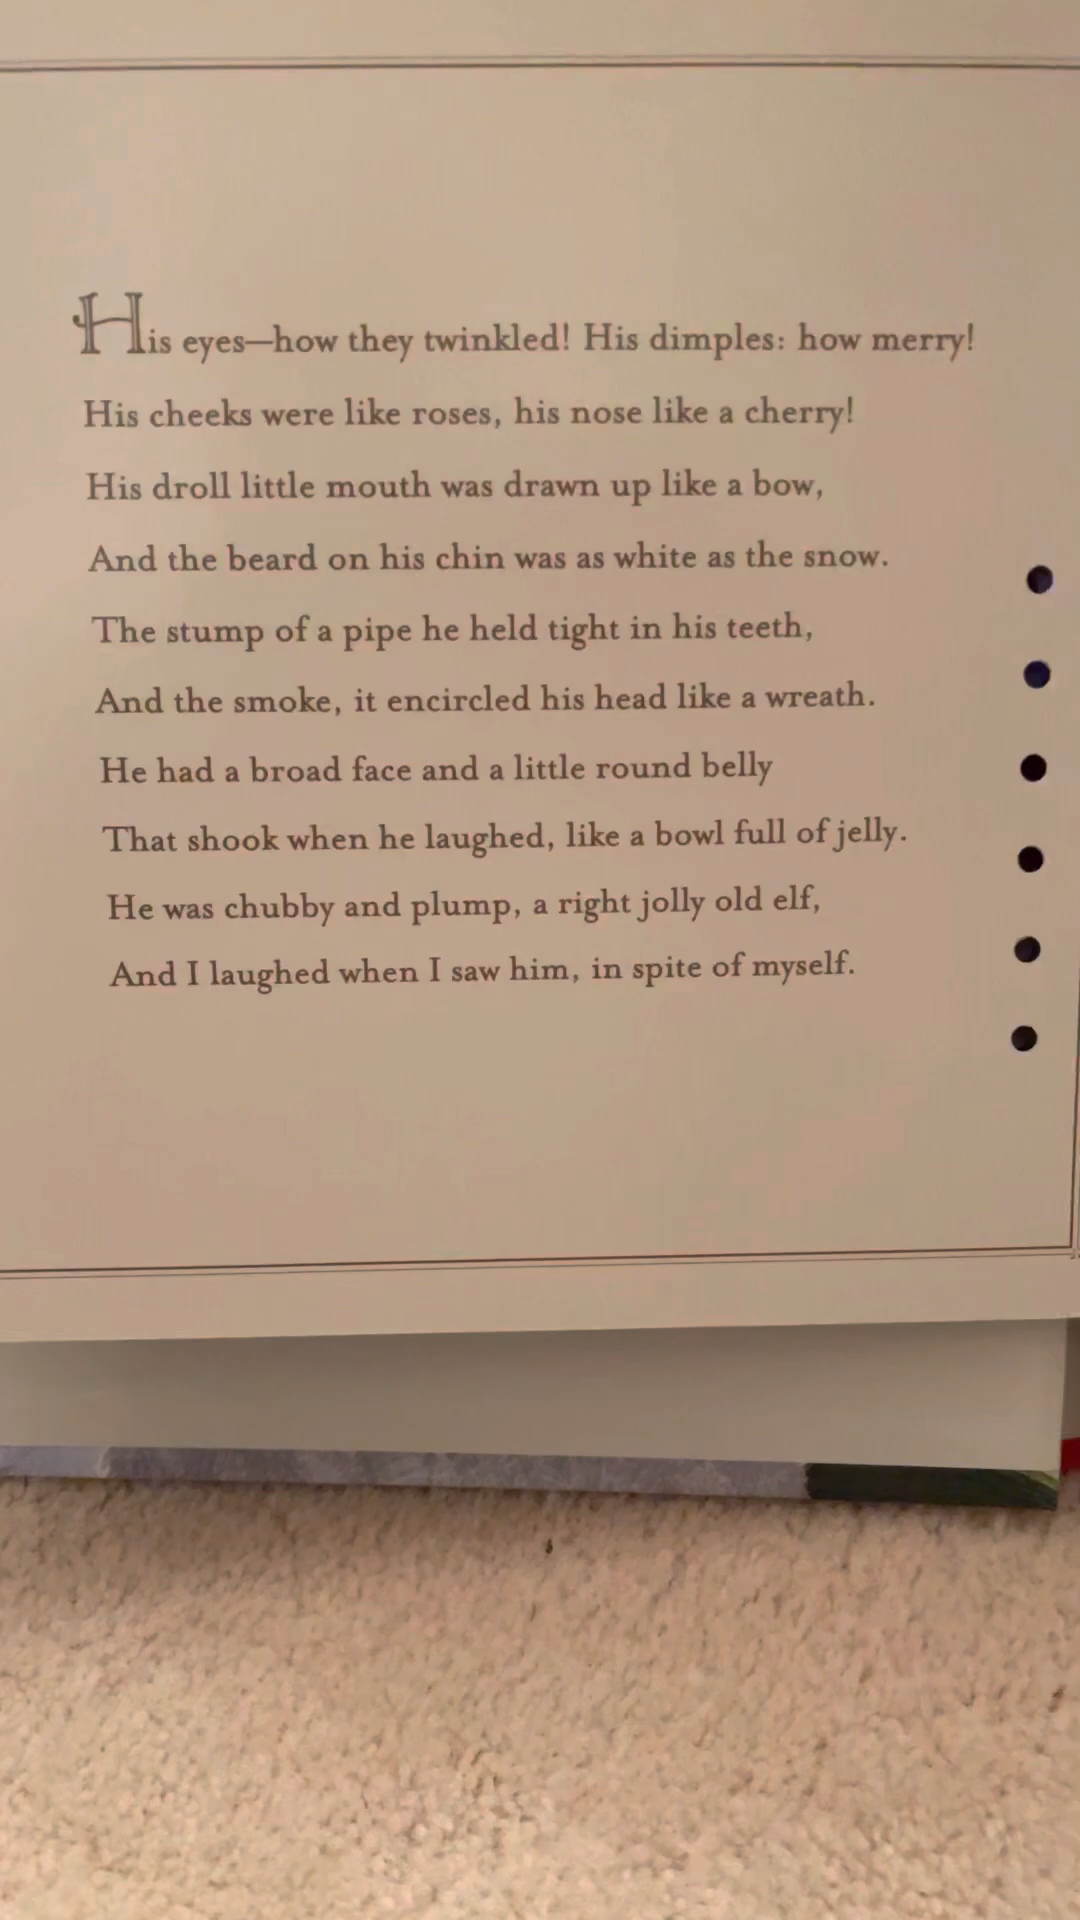 His eyes—how they twinkled! His dimples: how merry!
His cheeks were like roses, his nose like a cherry!
His droll little mouth was drawn up like a bow,
And the beard on his chin was as white as the snow.
The stump of a pipe he held tight in his teeth,
And the smoke, it encircled his head like a wreath.
He had a broad face and a little round belly
That shook when he laughed, like a bowl full of jelly.
He was chubby and plump, a right jolly old elf,
And I laughed when I saw him, in spite of myself.